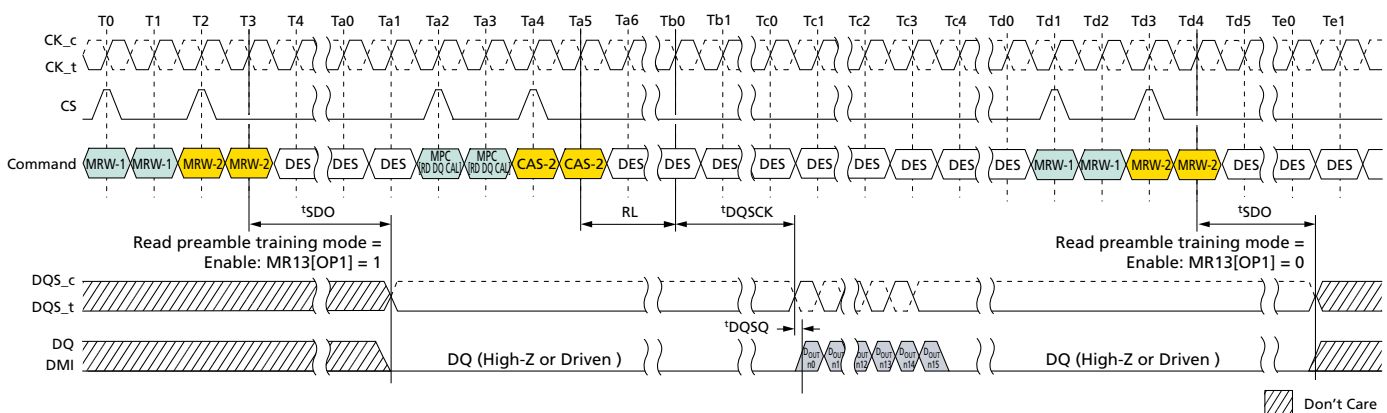 T0 T1 T2 T3 T4 Ta0 Ta1 Ta2 Ta3 Ta4 Ta5 Ta6 Tb0 Tb1 Tc0 Tc1 Tc2 Tc3 Tc4 Td0 Td1 Td2 Td3 Td4 Td5 Te0 Te1
CK_c
CK_t
CS
Command MRW-1 MRW-1 MRW-2 MRW-2 DES DES DES MPC [RD DQ CAL] MPC [RD DQ CAL] CAS-2 CAS-2 DES DES DES DES DES DES DES DES DES MRW-1 MRW-1 MRW-2 MRW-2 DES DES DES
tSDO RL tDQSCK tSDO
Read preamble training mode =
Enable: MR13[OP1] = 1
Read preamble training mode =
Enable: MR13[OP1] = 0
DQS_c
DQS_t
tDQSQ
DQ
DMI
DQ (High-Z or Driven )
DOUT n0 DOUT n1 OUT n12 DOUT n13 DOUT n14 DOUT n15
DQ (High-Z or Driven )
Don't Care